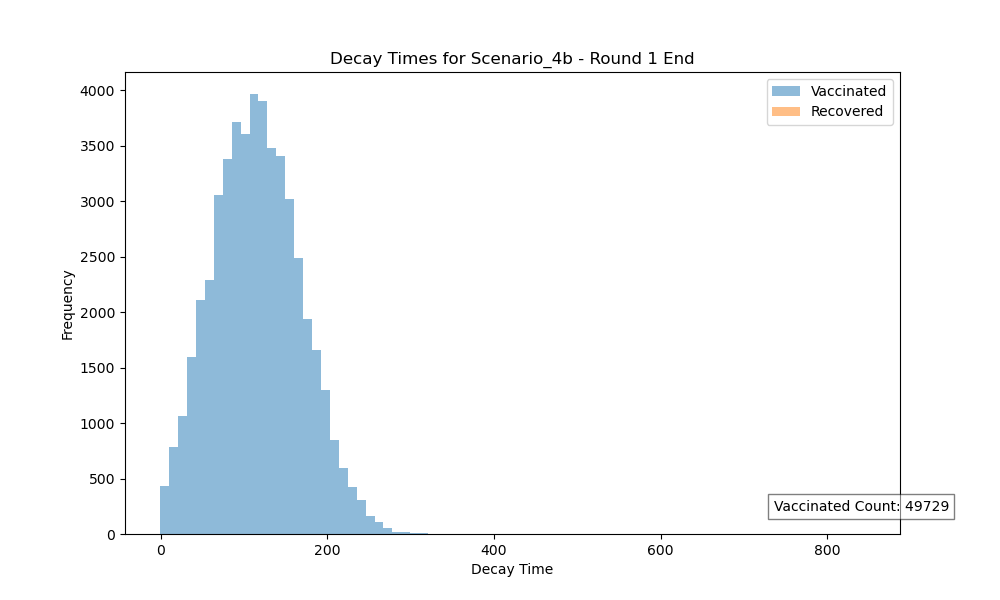 Decay Times for Scenario_4b - Round 1 End
Vaccinated
Recovered
4000
3500
3000
2500
2000
1500
1000
500
0
Frequency
Vaccinated Count: 49729
0 200 400 600 800
Decay Time